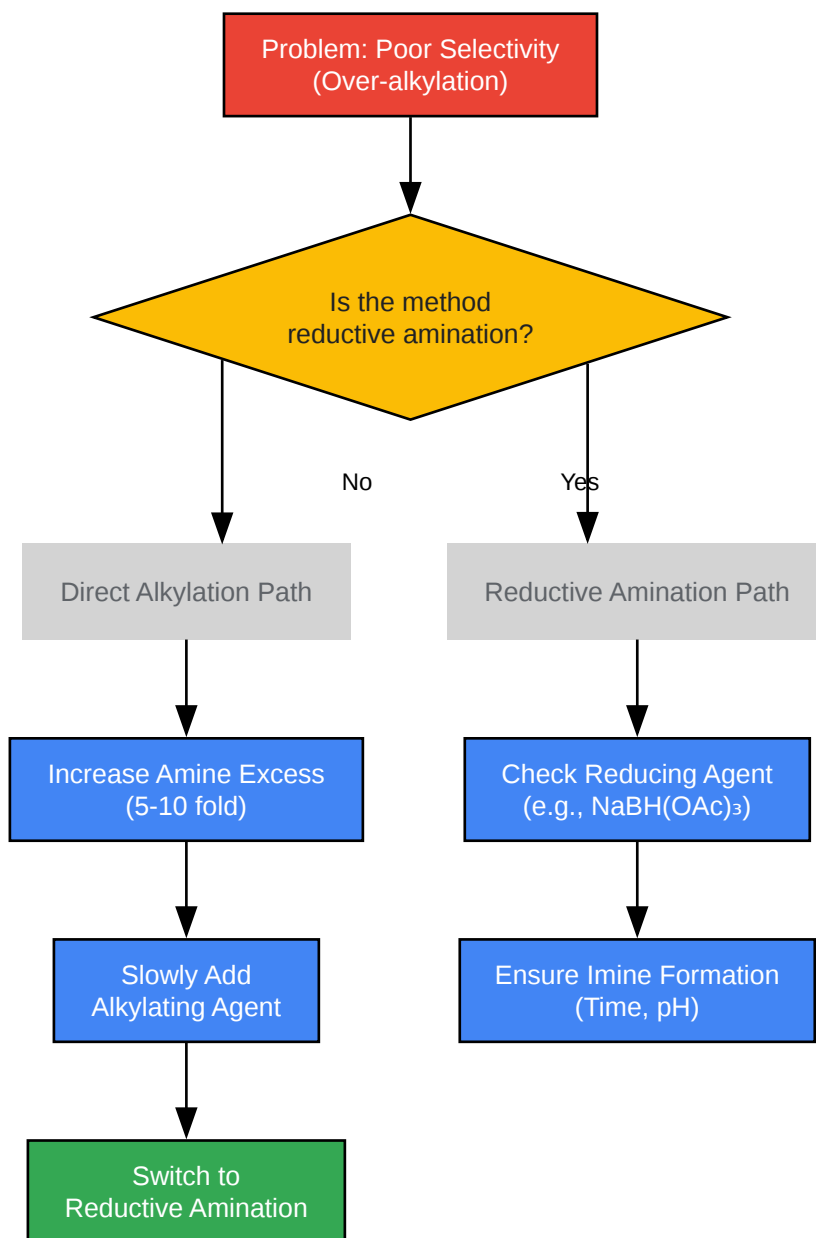 Problem: Poor Selectivity
(Over-alkylation)
Is the method
reductive amination?
No
Yes
Direct Alkylation Path
Reductive Amination Path
Increase Amine Excess
(5-10 fold)
Check Reducing Agent
(e.g., NaBH(OAc)₃)
Slowly Add
Alkylating Agent
Ensure Imine Formation
(Time, pH)
Switch to
Reductive Amination